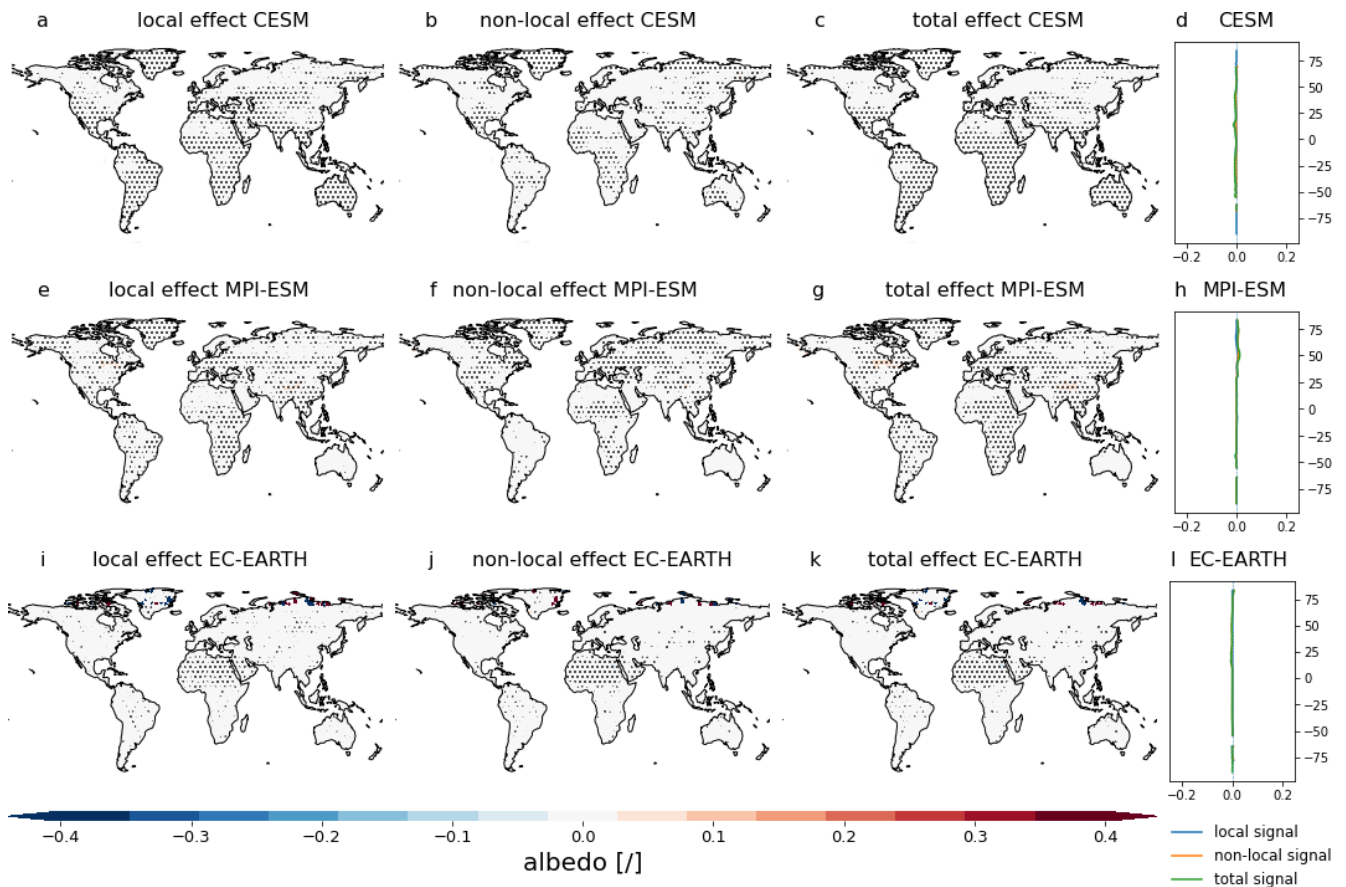 a local effect CESM b non-local effect CESM c total effect CESM d CESM
75
50
25
0
−25
−50
−75
−0.2 0.0 0.2
e local effect MPI-ESM f non-local effect MPI-ESM g total effect MPI-ESM h MPI-ESM
75
50
25
0
−25
−50
−75
−0.2 0.0 0.2
i local effect EC-EARTH j non-local effect EC-EARTH k total effect EC-EARTH l EC-EARTH
75
50
25
0
−25
−50
−75
−0.2 0.0 0.2
−0.4 −0.3 −0.2 −0.1 0.0 0.1 0.2 0.3 0.4
albedo [/]
local signal
non-local signal
total signal